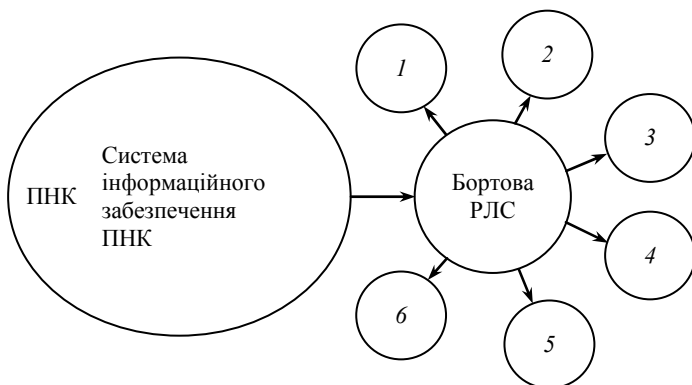 ПНК
Система
інформаційного
забезпечення
ПНК
Бортова
РЛС
1
2
3
4
5
6